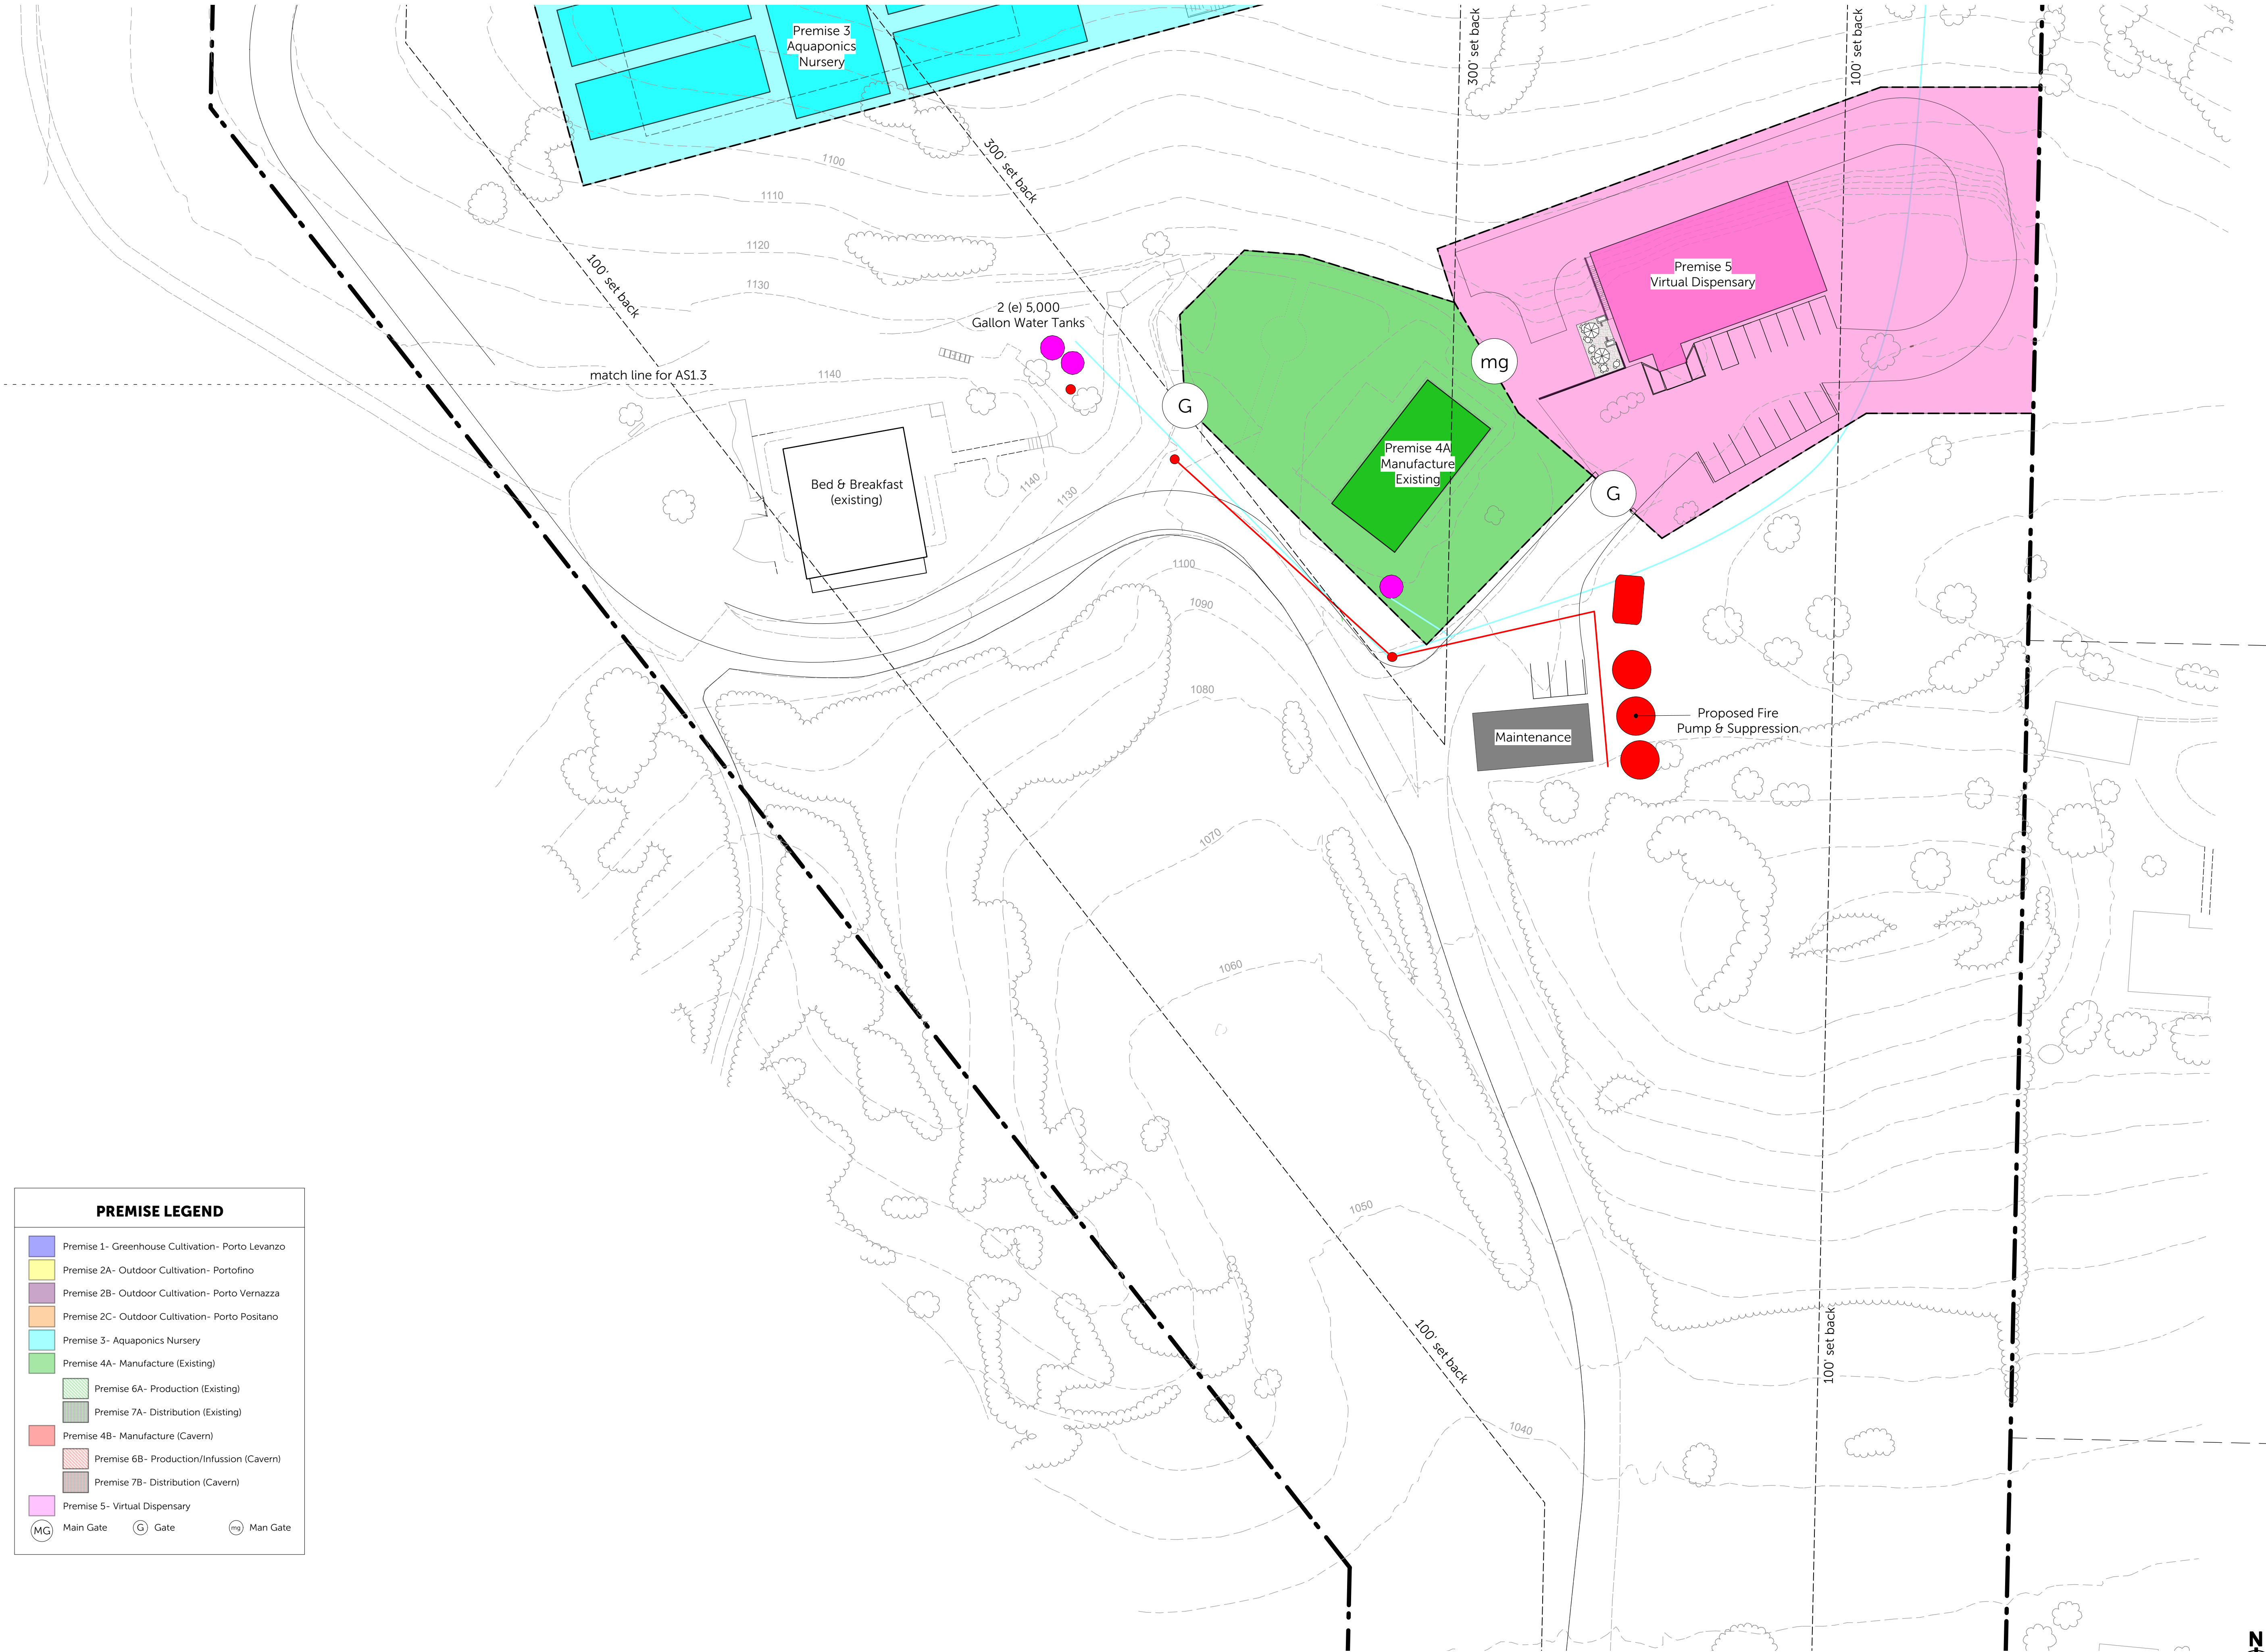 Premise 3
Aquaponics
Nursery
300' set back
100' set back
300' set back
1100
1110
1120
1130
1140
100' set back
2 (e) 5,000
Gallon Water Tanks
match line for AS1.3
Premise 5
Virtual Dispensary
mg
G
Premise 4A
Manufacture
Existing
G
Bed & Breakfast
(existing)
1140
1130
1100
1090
1080
1070
1060
1050
1040
Maintenance
Proposed Fire
Pump & Suppression
100' set back
100' set back
PREMISE LEGEND
Premise 1- Greenhouse Cultivation- Porto Levanzo
Premise 2A- Outdoor Cultivation- Portofino
Premise 2B- Outdoor Cultivation- Porto Vernazza
Premise 2C- Outdoor Cultivation- Porto Positano
Premise 3- Aquaponics Nursery
Premise 4A- Manufacture (Existing)
Premise 6A- Production (Existing)
Premise 7A- Distribution (Existing)
Premise 4B- Manufacture (Cavern)
Premise 6B- Production/Infussion (Cavern)
Premise 7B- Distribution (Cavern)
Premise 5- Virtual Dispensary
MG Main Gate G Gate mg Man Gate
N